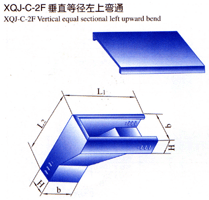 XQJ-C-2F 垂直等径左上弯通
XQJ-C-2F Vertical equal sectional left upward bend
L1
L2
b
H
H
b